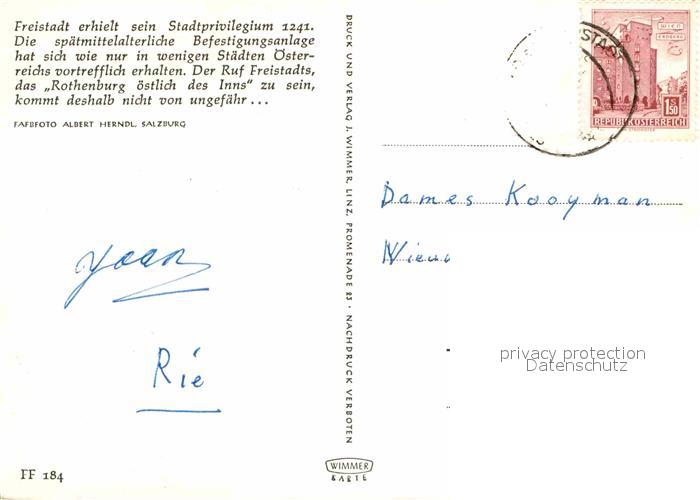 Freistadt erhielt sein Stadtprivilegium 1241.
Die spätmittelalterliche Befestigungsanlage
hat sich wie nur in wenigen Städten Öster-
reichs vortrefflich erhalten. Der Ruf Freistadts,
das „Rothenburg östlich des Inns" zu sein,
kommt deshalb nicht von ungefähr...
FAFBFOTO ALBERT HERNDL, SALZBURG
Joan
Rie
FF 184
DRUCK UND VERLAG J. WIMMER, LINZ, PROMENADE 23 · NACHDRUCK VERBOTEN
WIMMER
KARTE
WIEN
ERDBERG
1.50
REPUBLIK ÖSTERREICH
Dames Kooyman
privacy protection
Datenschutz